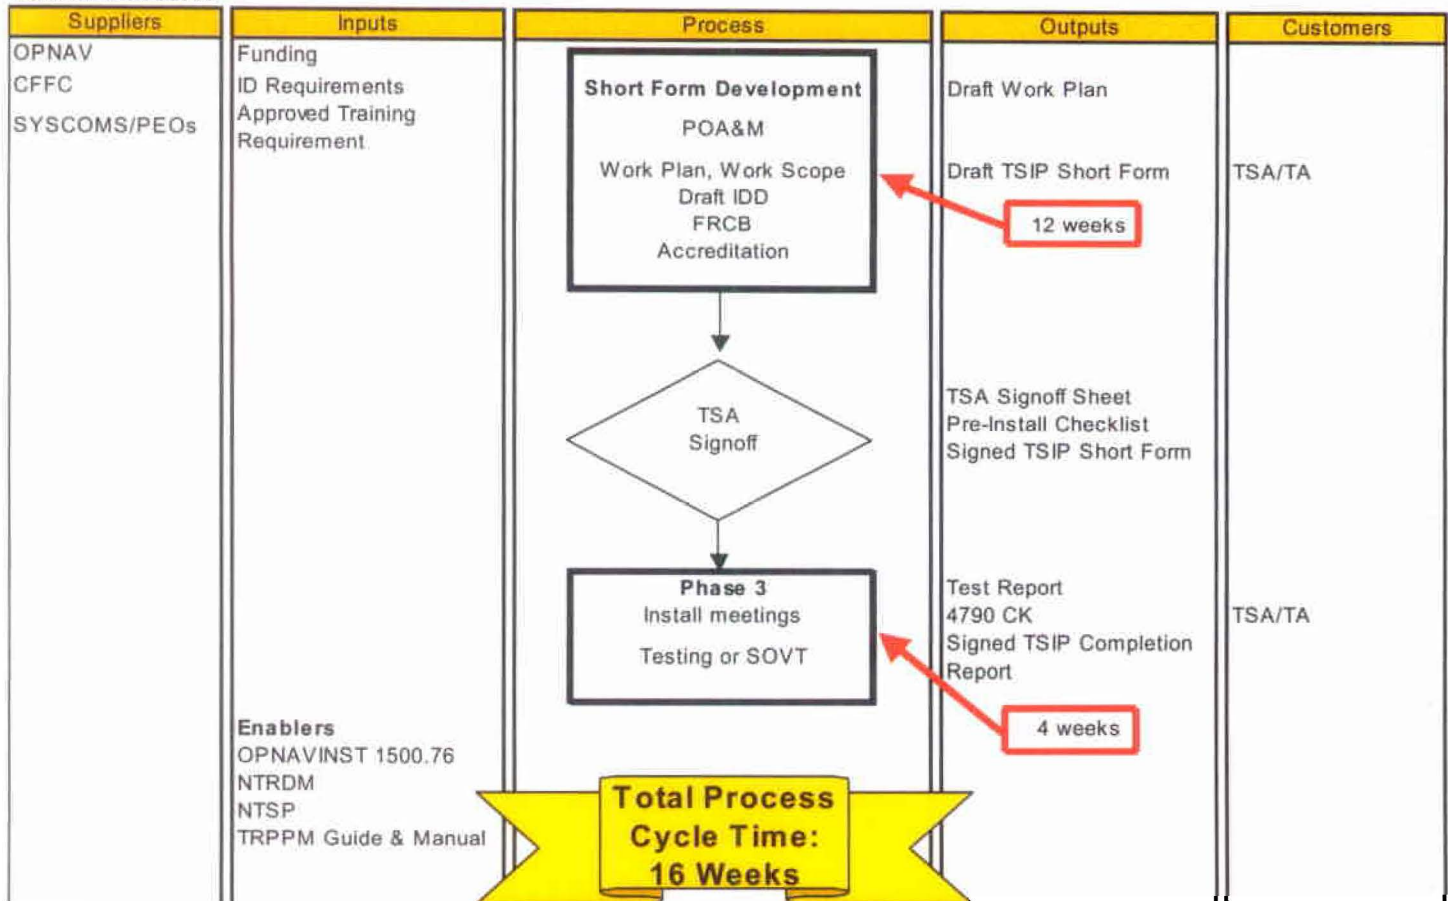 Suppliers
OPNAV
CFFC
SYSCOMS/PEOs
Inputs
Funding
ID Requirements
Approved Training
Requirement
Enablers
OPNAVINST 1500.76
NTRDM
NTSP
TRPPM Guide & Manual
Process
Short Form Development
POA&M
Work Plan, Work Scope
Draft IDD
FRCB
Accreditation
TSA
Signoff
Phase 3
Install meetings
Testing or SOVT
Total Process
Cycle Time:
16 Weeks
Outputs
Draft Work Plan
Draft TSIP Short Form
12 weeks
TSA Signoff Sheet
Pre-Install Checklist
Signed TSIP Short Form
Test Report
4790 CK
Signed TSIP Completion
Report
4 weeks
Customers
TSA/TA
TSA/TA